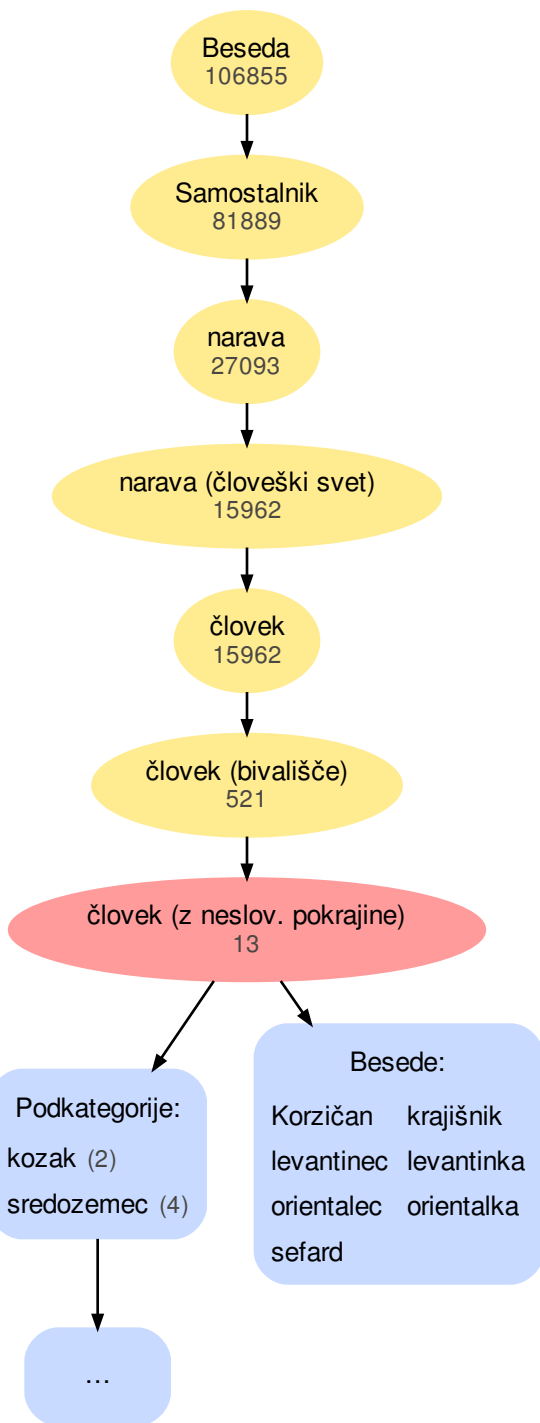 Beseda
106855
Samostalnik
81889
narava
27093
narava (človeški svet)
15962
človek
15962
človek (bivališče)
521
človek (z neslov. pokrajine)
13
Podkategorije:
kozak (2)
sredozemec (4)
...
Besede:
Korzičan krajišnik
levantinec levantinka
orientalec orientalka
sefard